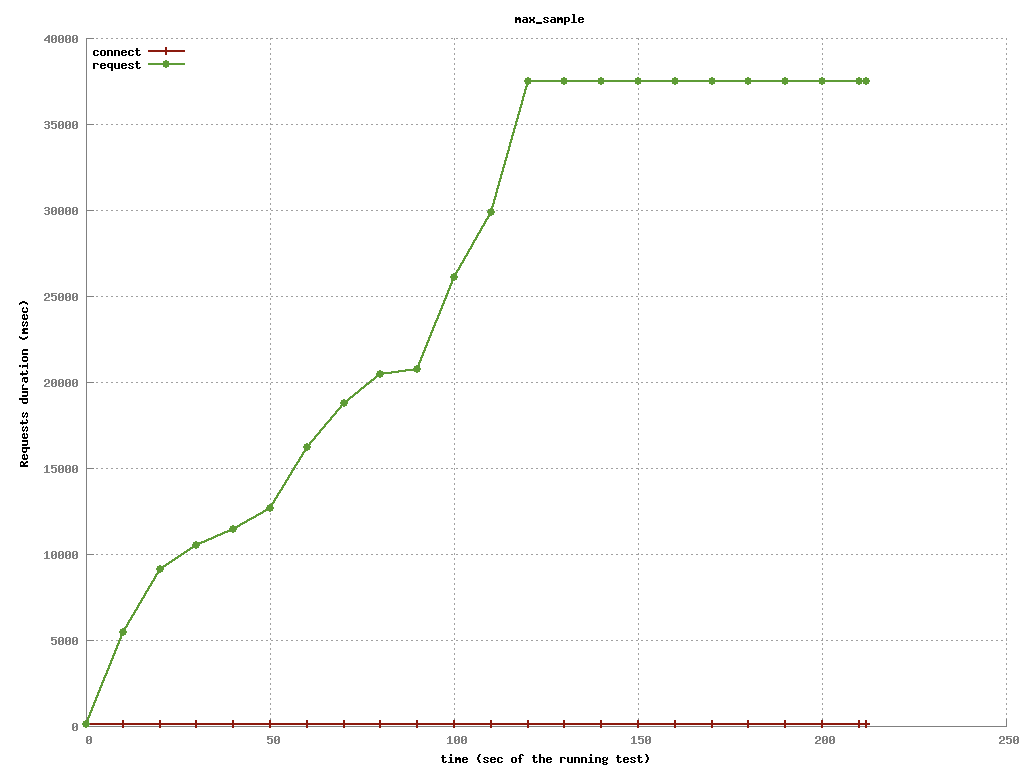 max_sample
connect
request
40000
35000
30000
25000
20000
15000
10000
5000
0
Requests duration (msec)
0 50 100 150 200 250
time (sec of the running test)